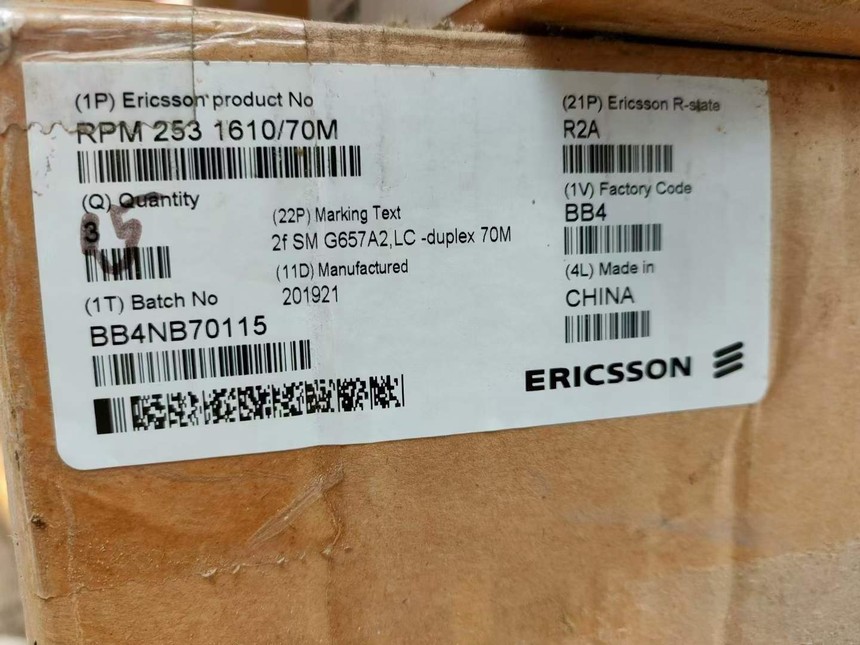 (1P) Ericsson product No
RPM 253 1610/70M
(21P) Ericsson R-state
R2A
(Q) Quantity
3
05
(22P) Marking Text
2f SM G657A2,LC -duplex 70M
(1V) Factory Code
BB4
(11D) Manufactured
201921
(4L) Made in
CHINA
(1T) Batch No
BB4NB70115
ERICSSON